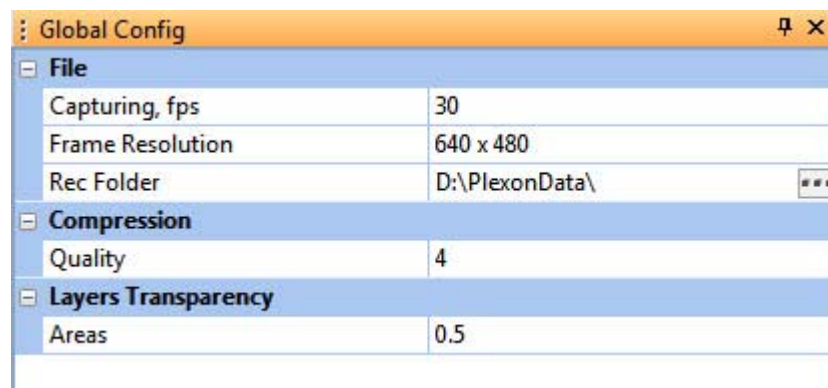 Global Config
File
Capturing, fps 30
Frame Resolution 640 x 480
Rec Folder D:\PlexonData\
Compression
Quality 4
Layers Transparency
Areas 0.5